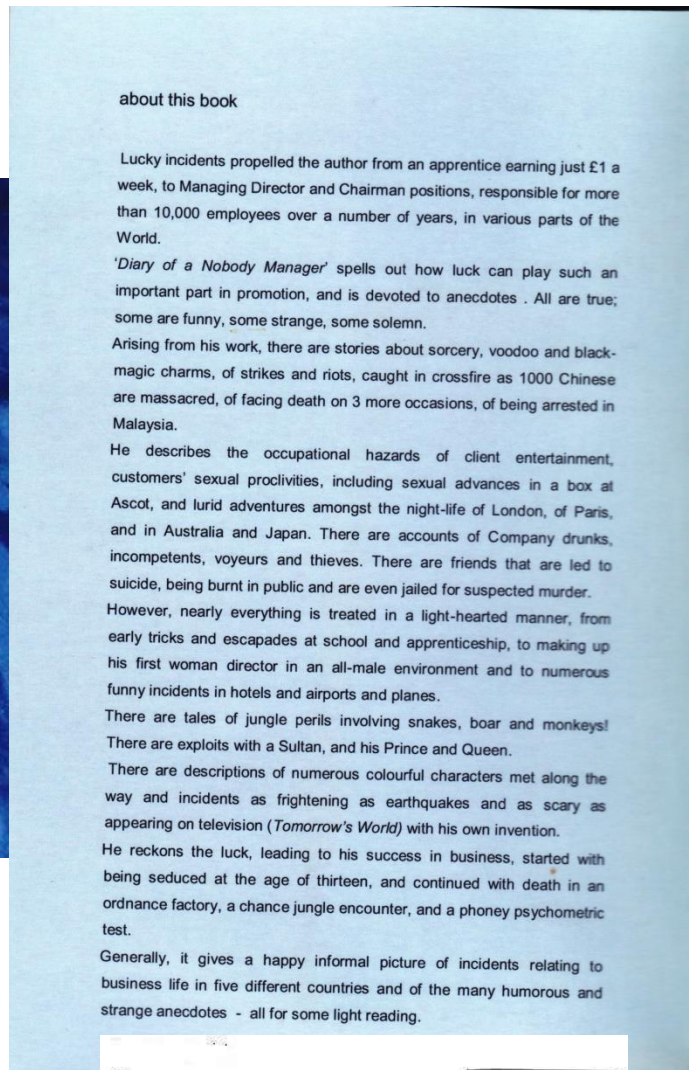 about this book
Lucky incidents propelled the author from an apprentice earning just £1 a
week, to Managing Director and Chairman positions, responsible for more
than 10,000 employees over a number of years, in various parts of the
World.
'Diary of a Nobody Manager' spells out how luck can play such an
important part in promotion, and is devoted to anecdotes . All are true;
some are funny, some strange, some solemn.
Arising from his work, there are stories about sorcery, voodoo and black-
magic charms, of strikes and riots, caught in crossfire as 1000 Chinese
are massacred, of facing death on 3 more occasions, of being arrested in
Malaysia.
He describes the occupational hazards of client entertainment,
customers' sexual proclivities, including sexual advances in a box at
Ascot, and lurid adventures amongst the night-life of London, of Paris,
and in Australia and Japan. There are accounts of Company drunks,
incompetents, voyeurs and thieves. There are friends that are led to
suicide, being burnt in public and are even jailed for suspected murder.
However, nearly everything is treated in a light-hearted manner, from
early tricks and escapades at school and apprenticeship, to making up
his first woman director in an all-male environment and to numerous
funny incidents in hotels and airports and planes.
There are tales of jungle perils involving snakes, boar and monkeys!
There are exploits with a Sultan, and his Prince and Queen.
There are descriptions of numerous colourful characters met along the
way and incidents as frightening as earthquakes and as scary as
appearing on television (Tomorrow's World) with his own invention.
He reckons the luck, leading to his success in business, started with
being seduced at the age of thirteen, and continued with death in an
ordnance factory, a chance jungle encounter, and a phoney psychometric
test.
Generally, it gives a happy informal picture of incidents relating to
business life in five different countries and of the many humorous and
strange anecdotes - all for some light reading.